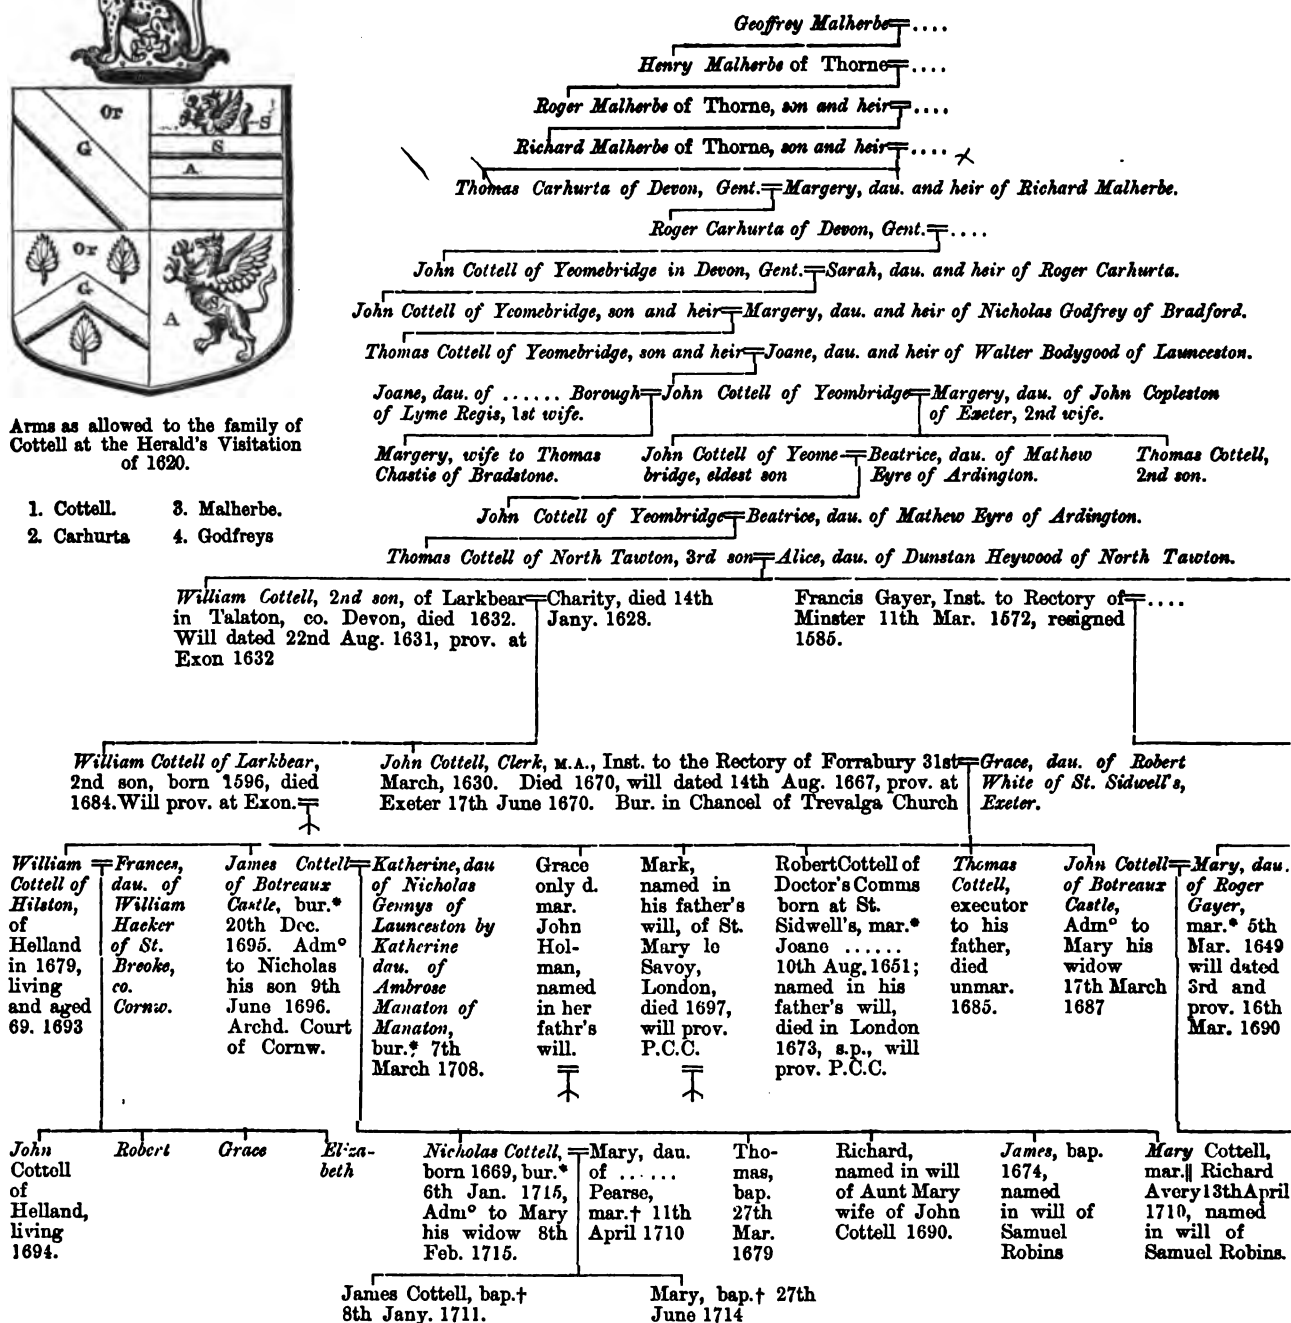 Or
G
S
S
A
Or
G
A
S
Arms as allowed to the family of
Cottell at the Herald's Visitation
of 1620.
1. Cottell.
3. Malherbe.
2. Carhurta
4. Godfreys
Geoffrey Malherbe=....
Henry Malherbe of Thorne=....
Roger Malherbe of Thorne, son and heir=....
Richard Malherbe of Thorne, son and heir=....
Thomas Carhurta of Devon, Gent.=Margery, dau. and heir of Richard Malherbe.
Roger Carhurta of Devon, Gent.=....
John Cottell of Yeomebridge in Devon, Gent.=Sarah, dau. and heir of Roger Carhurta.
John Cottell of Yeomebridge, son and heir=Margery, dau. and heir of Nicholas Godfrey of Bradford.
Thomas Cottell of Yeomebridge, son and heir=Joane, dau. and heir of Walter Bodygood of Launceston.
Joane, dau. of ...... Borough=
of Lyme Regis, 1st wife.
John Cottell of Yeombridge=
Margery, dau. of John Copleston
of Exeter, 2nd wife.
Margery, wife to Thomas
Chastie of Bradstone.
John Cottell of Yeome-
bridge, eldest son
=Beatrice, dau. of Mathew
Eyre of Ardington.
Thomas Cottell,
2nd son.
John Cottell of Yeombridge=Beatrice, dau. of Mathew Eyre of Ardington.
Thomas Cottell of North Tawton, 3rd son=Alice, dau. of Dunstan Heywood of North Tawton.
William Cottell, 2nd son, of Larkbear=
in Talaton, co. Devon, died 1632.
Will dated 22nd Aug. 1631, prov. at
Exon 1632
Charity, died 14th
Jany. 1628.
Francis Gayer, Inst. to Rectory of=....
Minster 11th Mar. 1572, resigned
1585.
William Cottell of Larkbear,
2nd son, born 1596, died
1684. Will prov. at Exon.=
John Cottell, Clerk, M.A., Inst. to the Rectory of Forrabury 31st=
March, 1630. Died 1670, will dated 14th Aug. 1667, prov. at
Exeter 17th June 1670. Bur. in Chancel of Trevalga Church
Grace, dau. of Robert
White of St. Sidwell's,
Exeter.
William=
Cottell of
Hilston,
of
Helland
in 1679,
living
and aged
69. 1693
Frances,
dau. of
William
Hacker
of St.
Breoke,
co.
Cornw.
James Cottell=
of Botreaux
Castle, bur.*
20th Dec.
1695. Admº
to Nicholas
his son 9th
June 1696.
Archd. Court
of Cornw.
Katherine, dau
of Nicholas
Gennys of
Launceston by
Katherine
dau. of
Ambrose
Manaton of
Manaton,
bur.* 7th
March 1708.
Grace
only d.
mar.
John
Hol-
man,
named
in her
fathr's
will.
Mark,
named in
his father's
will, of St.
Mary le
Savoy,
London,
died 1697,
will prov.
P.C.C.
Robert Cottell of
Doctor's Comms
born at St.
Sidwell's, mar.*
Joane ......
10th Aug. 1651;
named in his
father's will,
died in London
1673, s.p., will
prov. P.C.C.
Thomas
Cottell,
executor
to his
father,
died
unmar.
1685.
John Cottell=
of Botreaux
Castle,
Admº to
Mary his
widow
17th March
1687
Mary, dau.
of Roger
Gayer,
mar.* 5th
Mar. 1649
will dated
3rd and
prov. 16th
Mar. 1690
John
Cottell
of
Helland,
living
1694.
Robert
Grace
Eliza-
beth
Nicholas Cottell,=
born 1669, bur.*
6th Jan. 1715,
Admº to Mary
his widow 8th
Feb. 1715.
Mary, dau.
of ......
Pearse,
mar.† 11th
April 1710
Tho-
mas,
bap.
27th
Mar.
1679
Richard,
named in will
of Aunt Mary
wife of John
Cottell 1690.
James, bap.
1674,
named
in will of
Samuel
Robins
Mary Cottell,
mar.‖ Richard
Avery 13th April
1710, named
in will of
Samuel Robins.
James Cottell, bap.†
8th Jany. 1711.
Mary, bap.† 27th
June 1714